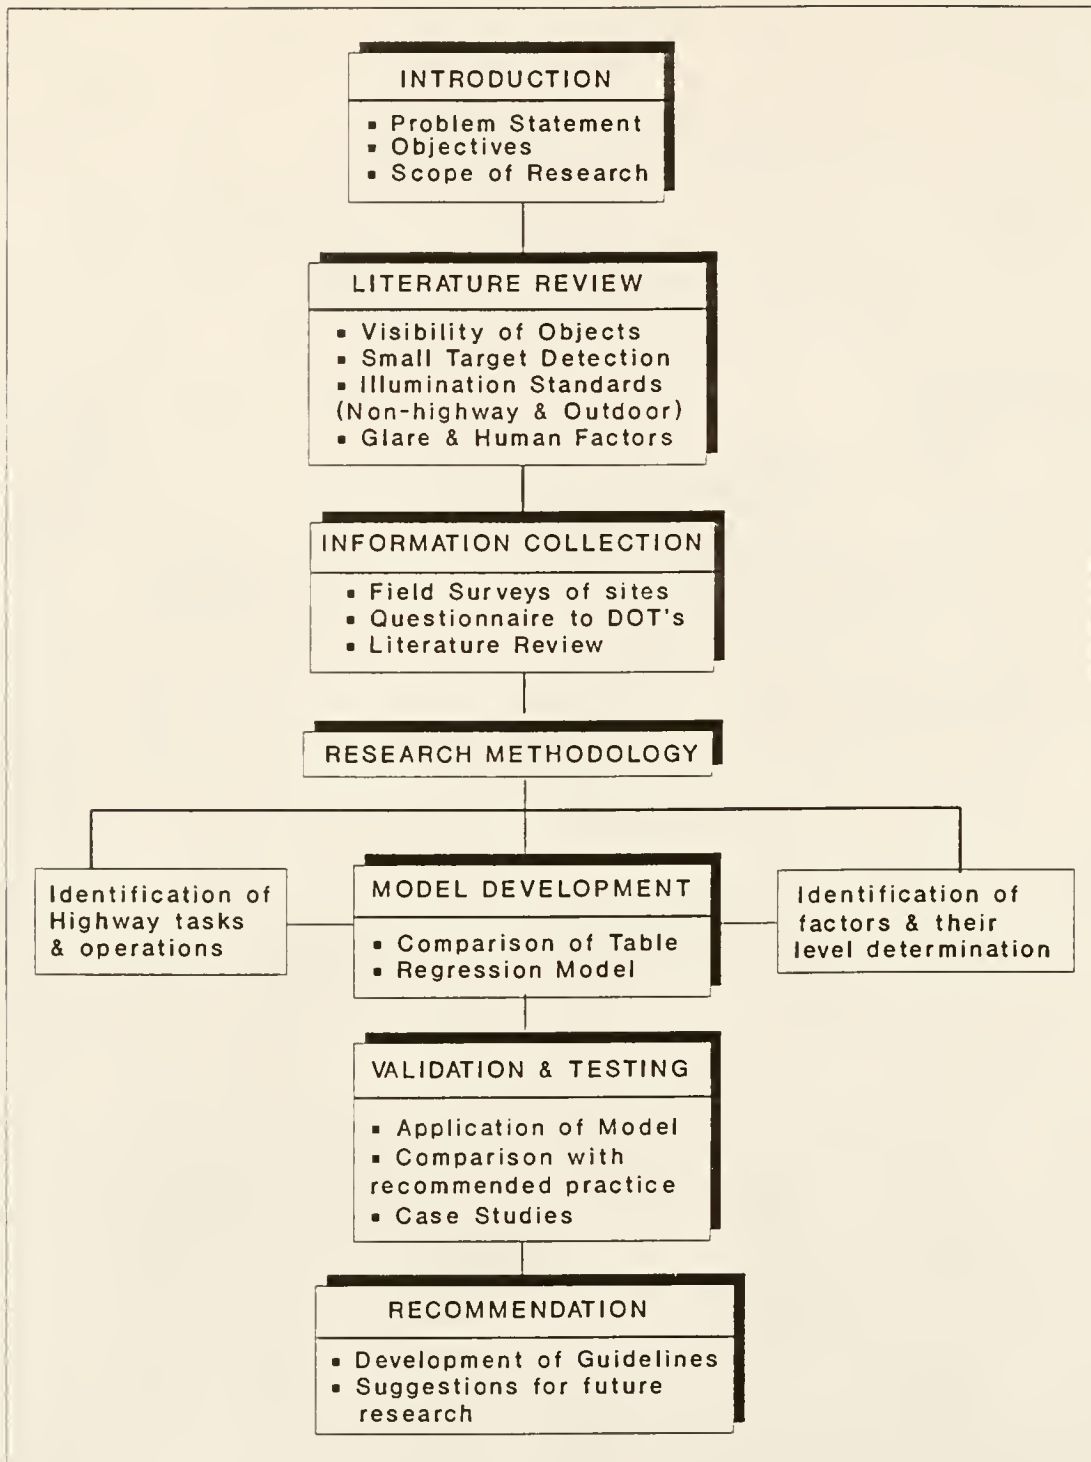 INTRODUCTION
▪ Problem Statement
▪ Objectives
▪ Scope of Research
LITERATURE REVIEW
▪ Visibility of Objects
▪ Small Target Detection
▪ Illumination Standards
(Non-highway & Outdoor)
▪ Glare & Human Factors
INFORMATION COLLECTION
▪ Field Surveys of sites
▪ Questionnaire to DOT's
▪ Literature Review
RESEARCH METHODOLOGY
Identification of
Highway tasks
& operations
MODEL DEVELOPMENT
▪ Comparison of Table
▪ Regression Model
Identification of
factors & their
level determination
VALIDATION & TESTING
▪ Application of Model
▪ Comparison with
recommended practice
▪ Case Studies
RECOMMENDATION
▪ Development of Guidelines
▪ Suggestions for future
research